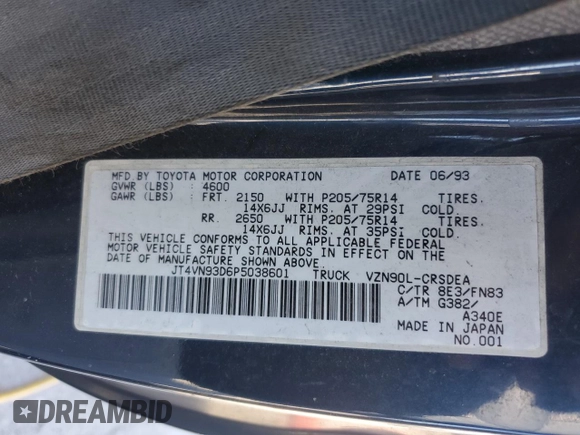 MFD.BY TOYOTA MOTOR CORPORATION DATE 06/93
GVWR (LBS) : 4600
GAWR (LBS) : FRT. 2150 WITH P205/75R14 TIRES.
14X6JJ RIMS. AT 29PSI COLD.
RR. 2650 WITH P205/75R14 TIRES.
14X6JJ RIMS. AT 35PSI COLD.
THIS VEHICLE CONFORMS TO ALL APPLICABLE FEDERAL
MOTOR VEHICLE SAFETY STANDARDS IN EFFECT ON THE
DATE OF MANUFACTURE SHOWN ABOVE.
JT4VN93D6P5038601 TRUCK VZN90L-CRSDEA
C/TR 8E3/FN83
A/TM G382/
A340E
MADE IN JAPAN
NO.001
DREAMBID